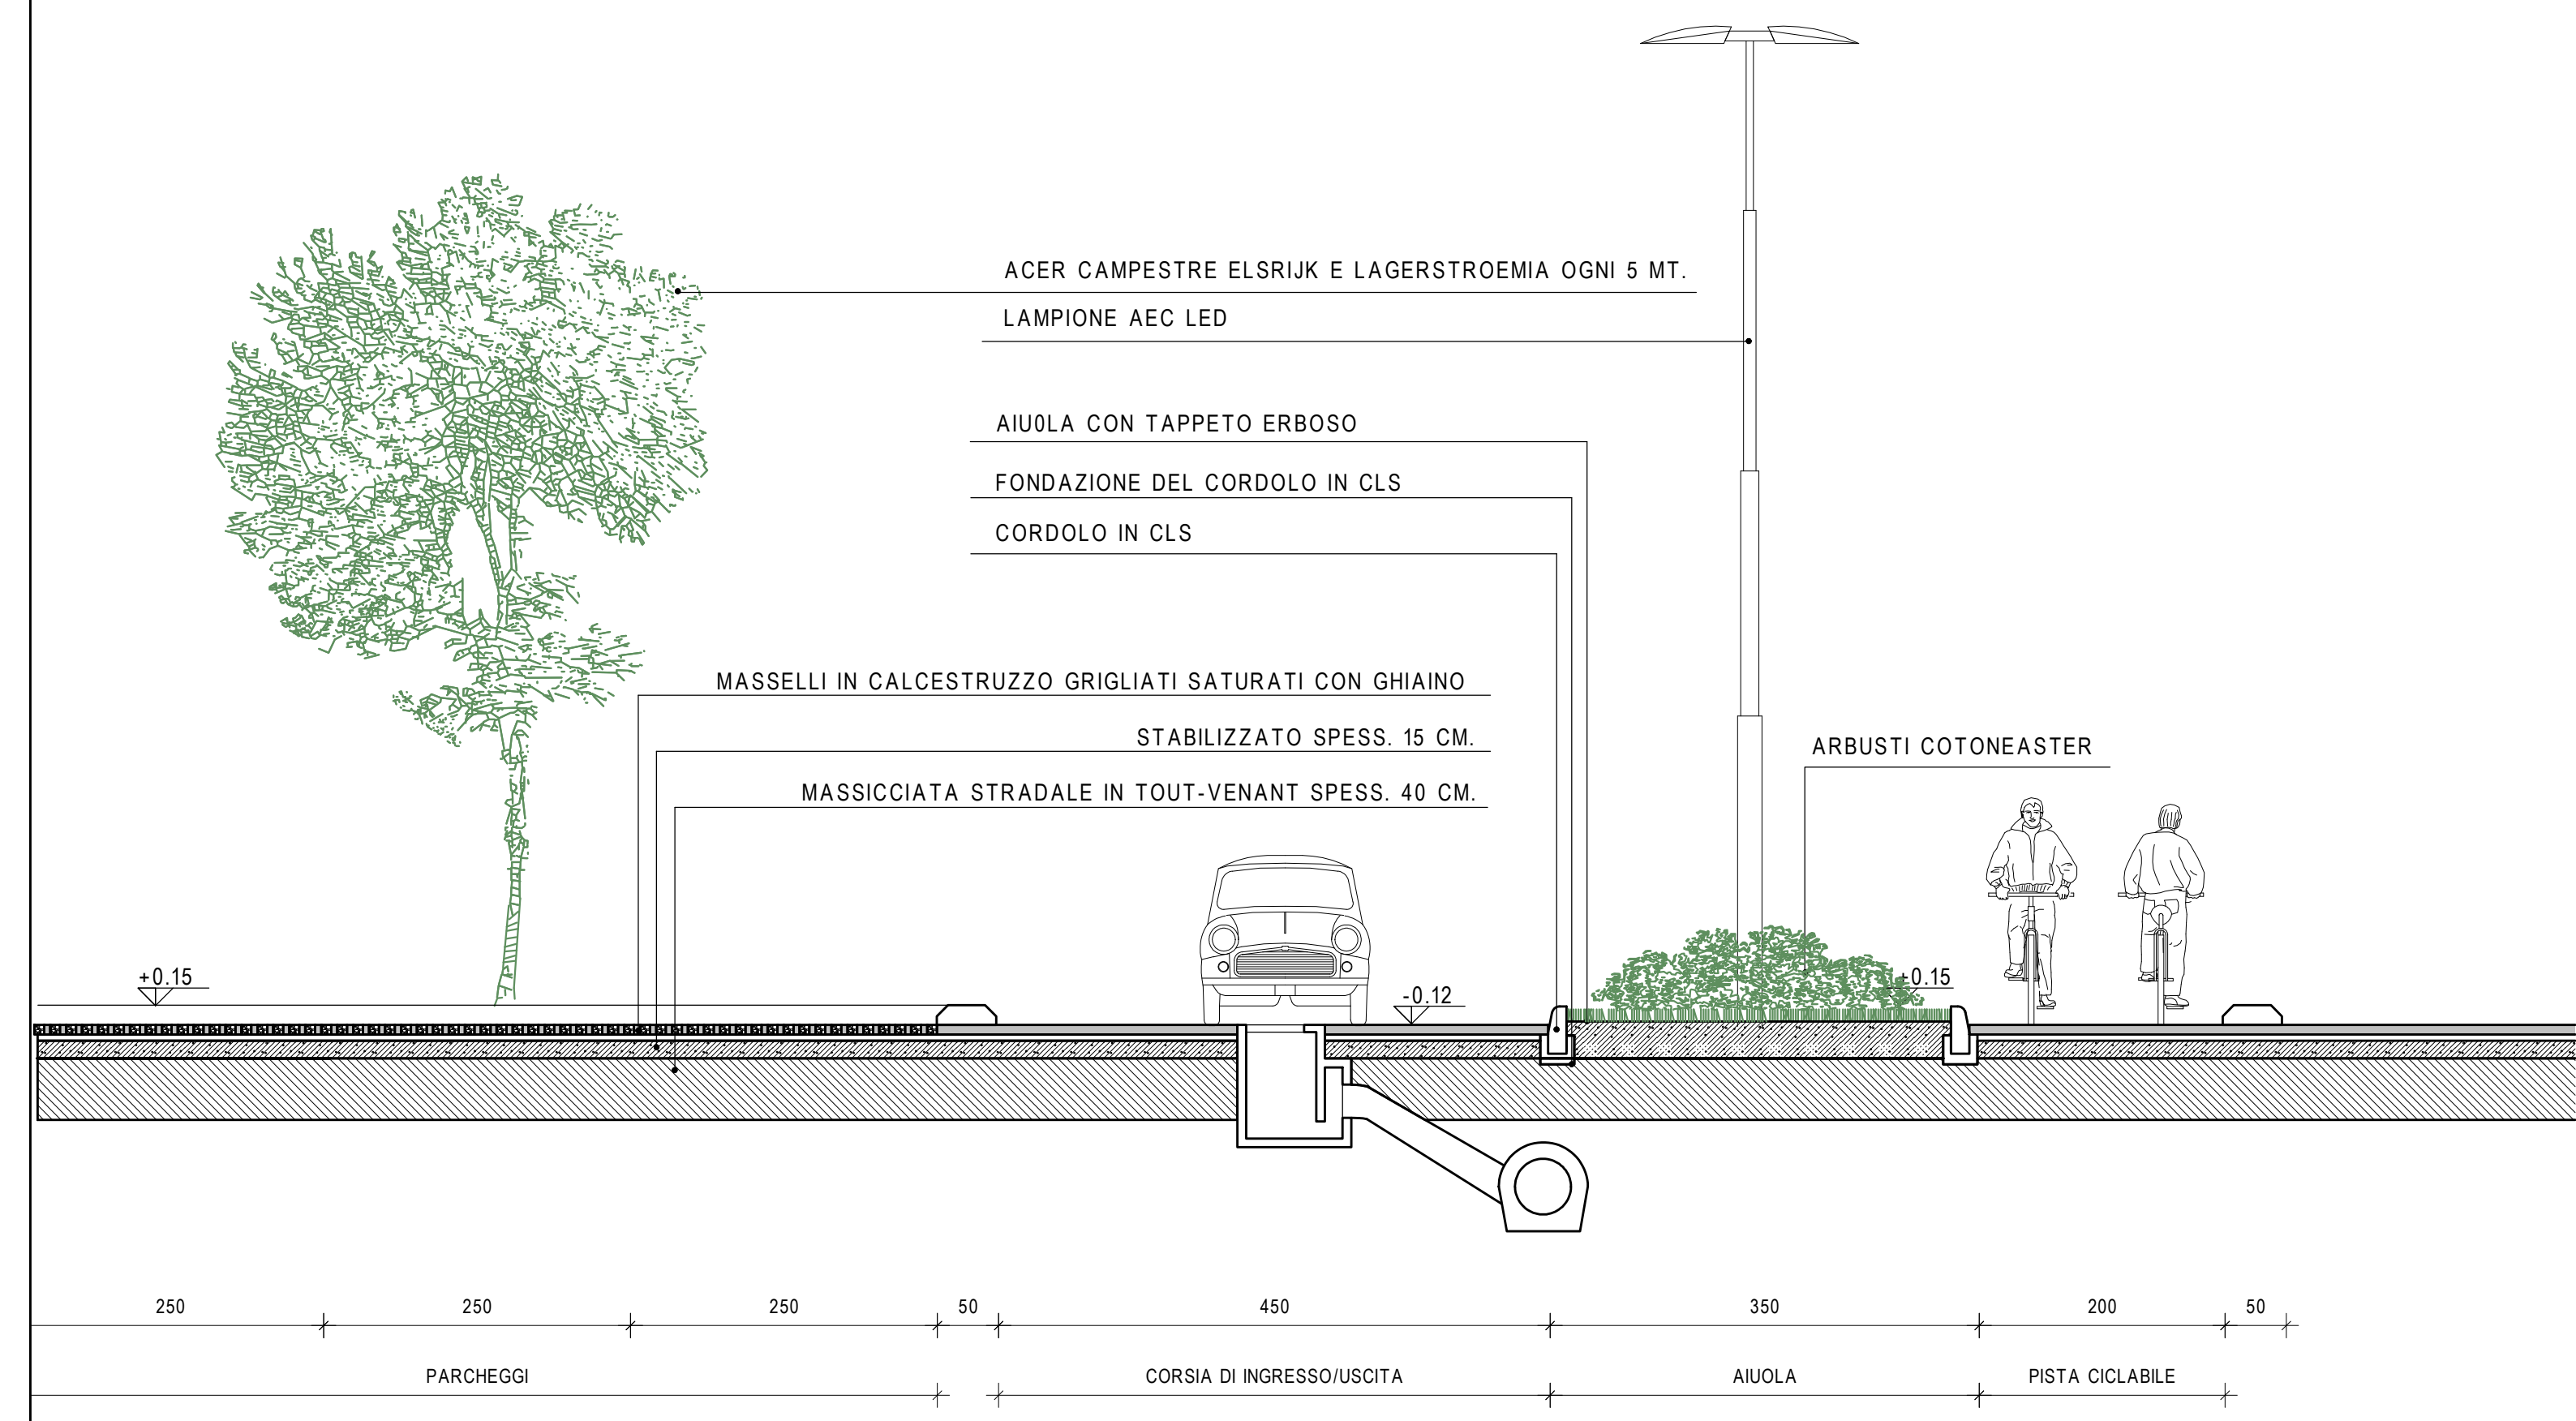 ACER CAMPESTRE ELSRIJK E LAGERSTROEMIA OGNI 5 MT.
LAMPIONE AEC LED
AIU0LA CON TAPPETO ERBOSO
FONDAZIONE DEL CORDOLO IN CLS
CORDOLO IN CLS
MASSELLI IN CALCESTRUZZO GRIGLIATI SATURATI CON GHIAINO
STABILIZZATO SPESS. 15 CM.
ARBUSTI COTONEASTER
MASSICCIATA STRADALE IN TOUT-VENANT SPESS. 40 CM.
+0.15
-0.12
+0.15
250 250 250 50 450 350 200 50
PARCHEGGI CORSIA DI INGRESSO/USCITA AIUOLA PISTA CICLABILE